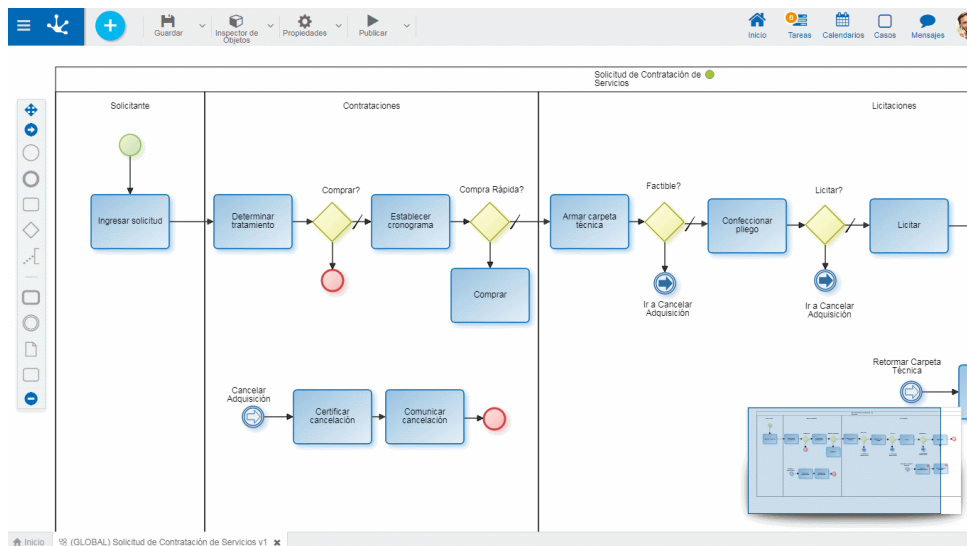 Guardar
Inspector de
Objetos
Propiedades
Publicar
Inicio
6
Tareas
Calendarios
Casos
Mensajes
Solicitud de Contratación de
Servicios
Solicitante
Contrataciones
Licitaciones
Comprar?
Compra Ràpida?
Factible?
Licitar?
Ingresar solicitud
Determinar
tratamiento
Establecer
cronograma
Armar carpeta
técnica
Confeccionar
pliego
Licitar
Comprar
Ir a Cancelar
Adquisición
Ir a Cancelar
Adquisición
Retormar Carpeta
Técnica
Cancelar
Adquisición
Certificar
cancelación
Comunicar
cancelación
Inicio
(GLOBAL) Solicitud de Contratación de Servicios v1